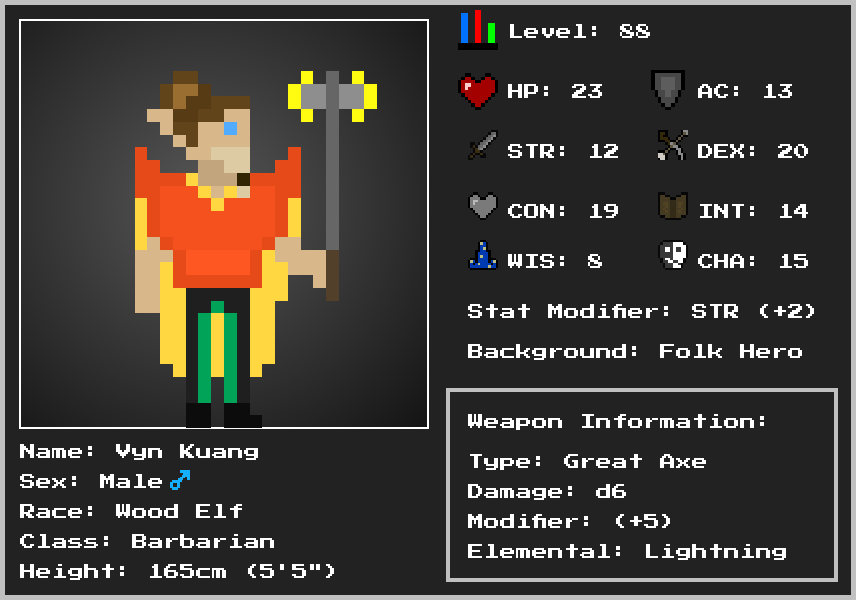 Level: 88
HP: 23
AC: 13
STR: 12
DEX: 20
CON: 19
INT: 14
WIS: 8
CHA: 15
Stat Modifier: STR (+2)
Background: Folk Hero
Name: Vyn Kuang
Sex: Male♂
Race: Wood Elf
Class: Barbarian
Height: 165cm (5'5")
Weapon Information:
Type: Great Axe
Damage: d6
Modifier: (+5)
Elemental: Lightning